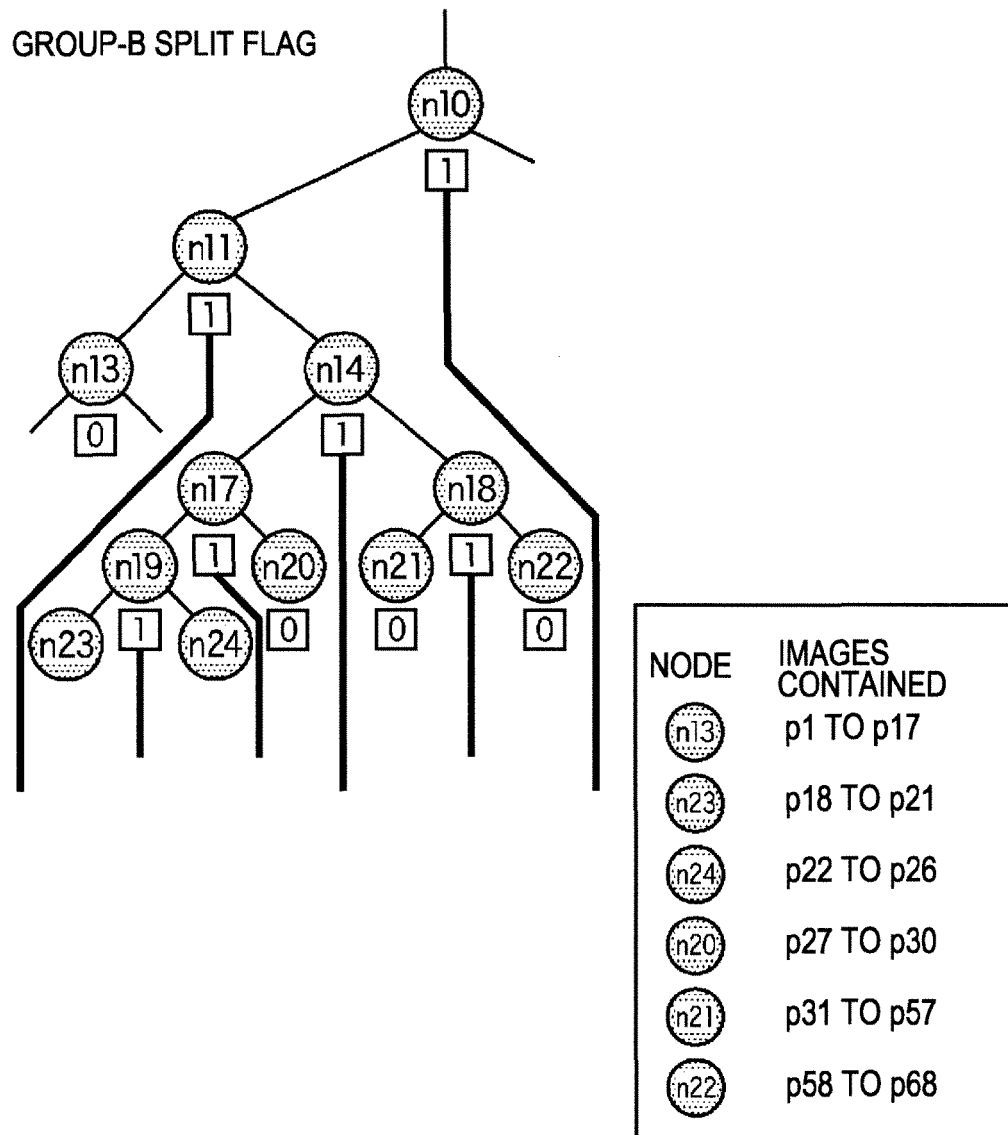 GROUP-B SPLIT FLAG
n10
1
n11
1
n13
n14
0
1
n17
n18
n19
1
n20
n21
1
n22
n23
1
n24
0
0
0
NODE
IMAGES
CONTAINED
n13 p1 TO p17
n23 p18 TO p21
n24 p22 TO p26
n20 p27 TO p30
n21 p31 TO p57
n22 p58 TO p68